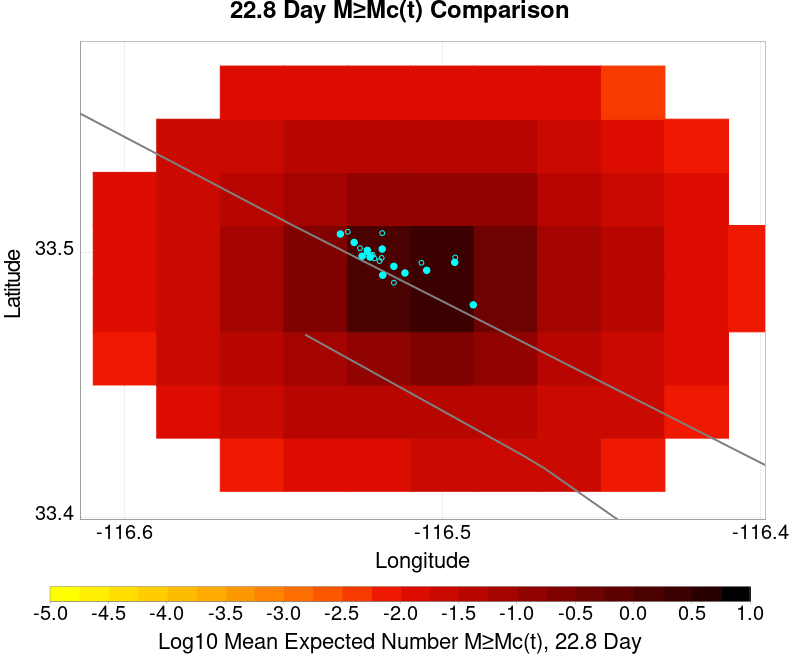 22.8 Day M≥Mc(t) Comparison
Latitude
33.5
33.4
-116.6 -116.5 -116.4
Longitude
-5.0 -4.5 -4.0 -3.5 -3.0 -2.5 -2.0 -1.5 -1.0 -0.5 0.0 0.5 1.0
Log10 Mean Expected Number M≥Mc(t), 22.8 Day